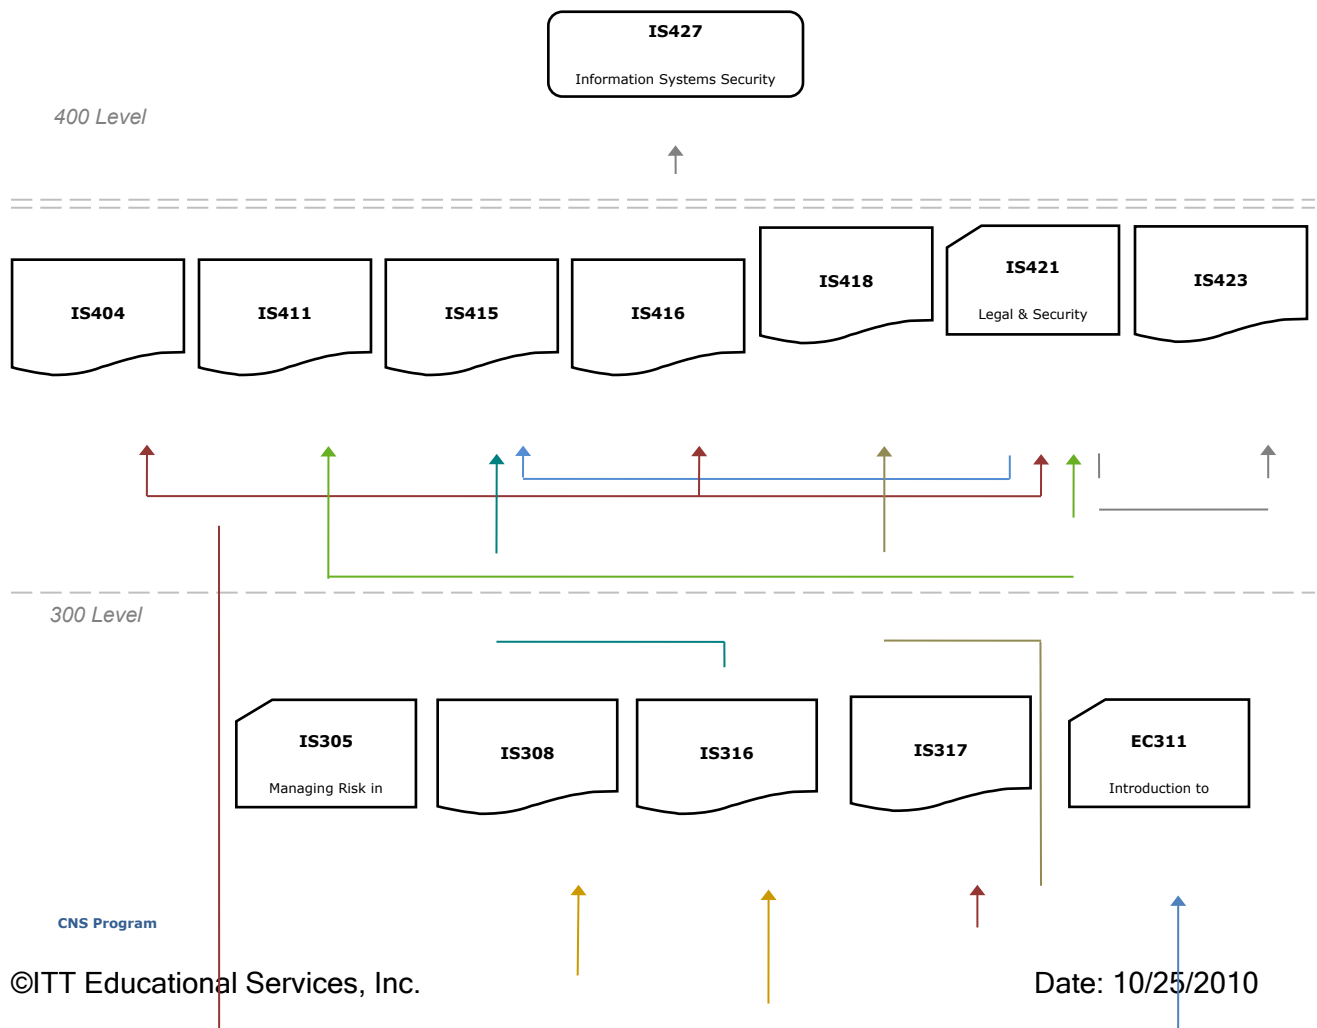 IS427
Information Systems Security
400 Level
IS404
IS411
IS415
IS416
IS418
IS421
Legal & Security
IS423
300 Level
IS305
Managing Risk in
IS308
IS316
IS317
EC311
Introduction to
CNS Program
©ITT Educational Services, Inc.
Date: 10/25/2010